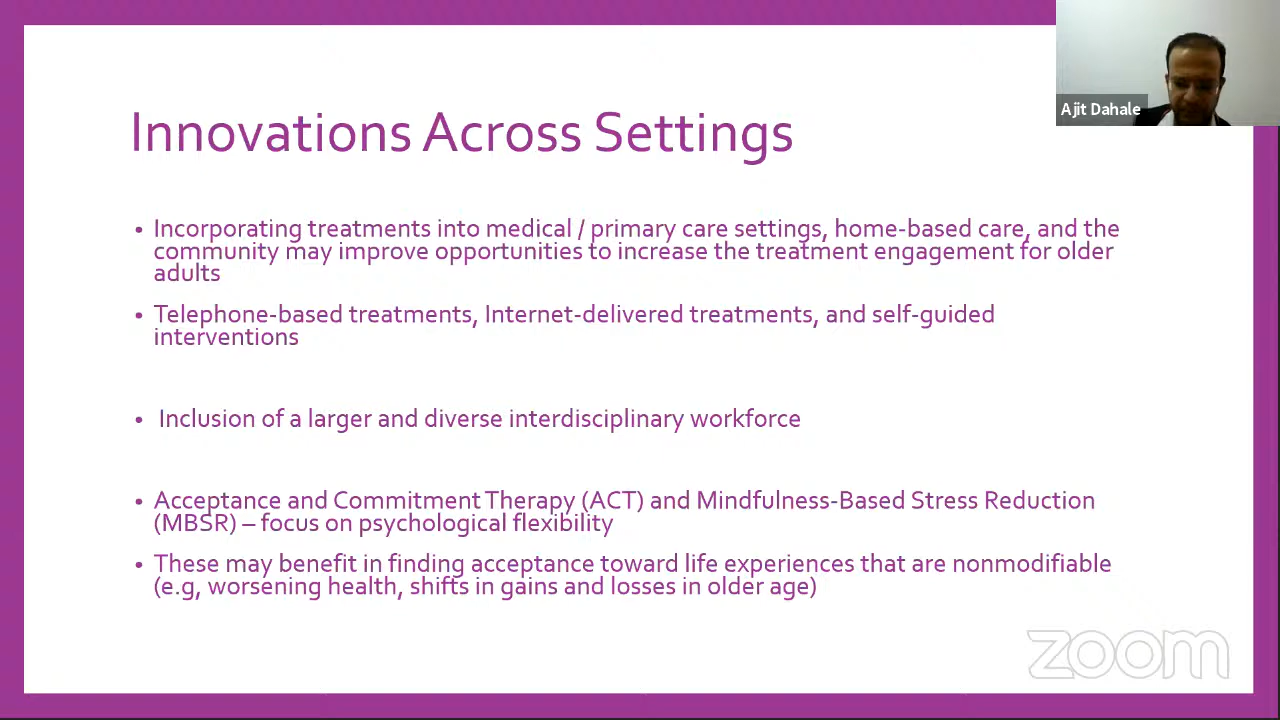 Ajit Dahale
Innovations Across Settings
• Incorporating treatments into medical / primary care settings, home-based care, and the
community may improve opportunities to increase the treatment engagement for older
adults
• Telephone-based treatments, Internet-delivered treatments, and self-guided
interventions
• Inclusion of a larger and diverse interdisciplinary workforce
• Acceptance and Commitment Therapy (ACT) and Mindfulness-Based Stress Reduction
(MBSR) – focus on psychological flexibility
• These may benefit in finding acceptance toward life experiences that are nonmodifiable
(e.g, worsening health, shifts in gains and losses in older age)
zoom